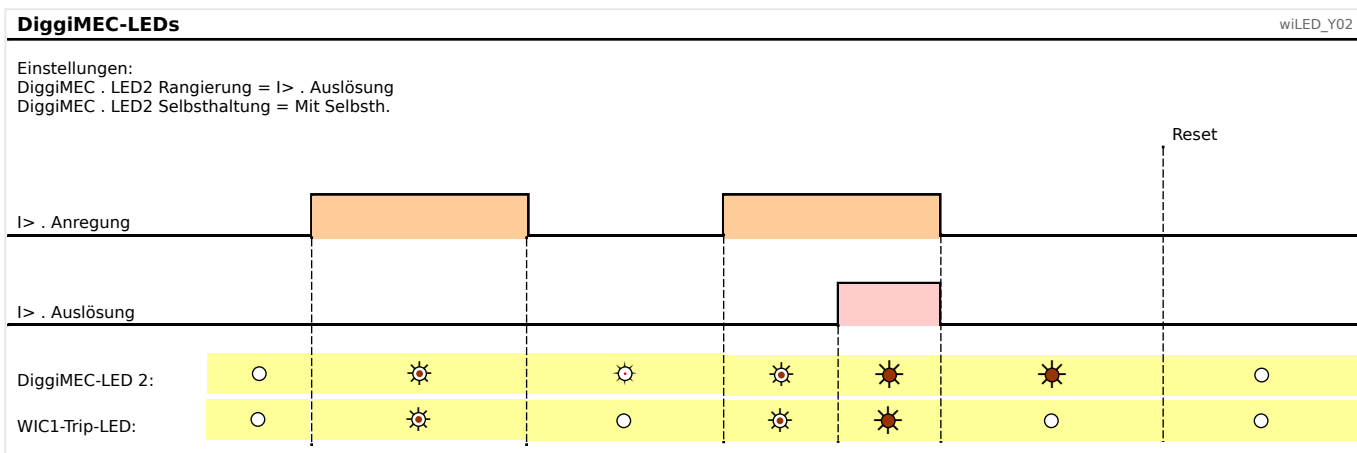 DiggiMEC-LEDs
wiLED_Y02
Einstellungen:
DiggiMEC . LED2 Rangierung = I> . Auslösung
DiggiMEC . LED2 Selbsthaltung = Mit Selbsth.
Reset
I> . Anregung
I> . Auslösung
DiggiMEC-LED 2:
WIC1-Trip-LED: